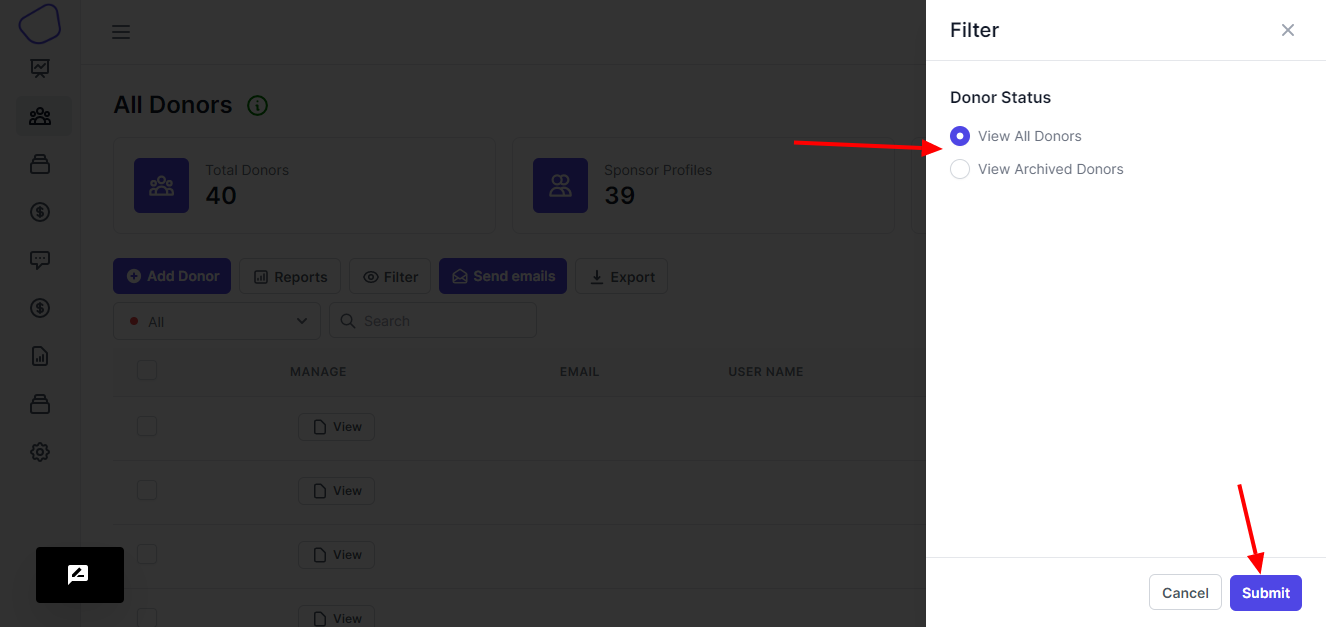 Filter
All Donors
Donor Status
View All Donors
View Archived Donors
Total Donors
40
Sponsor Profiles
39
Add Donor Reports Filter Send emails Export
All Search
MANAGE EMAIL USER NAME
View
View
View
View
Cancel Submit